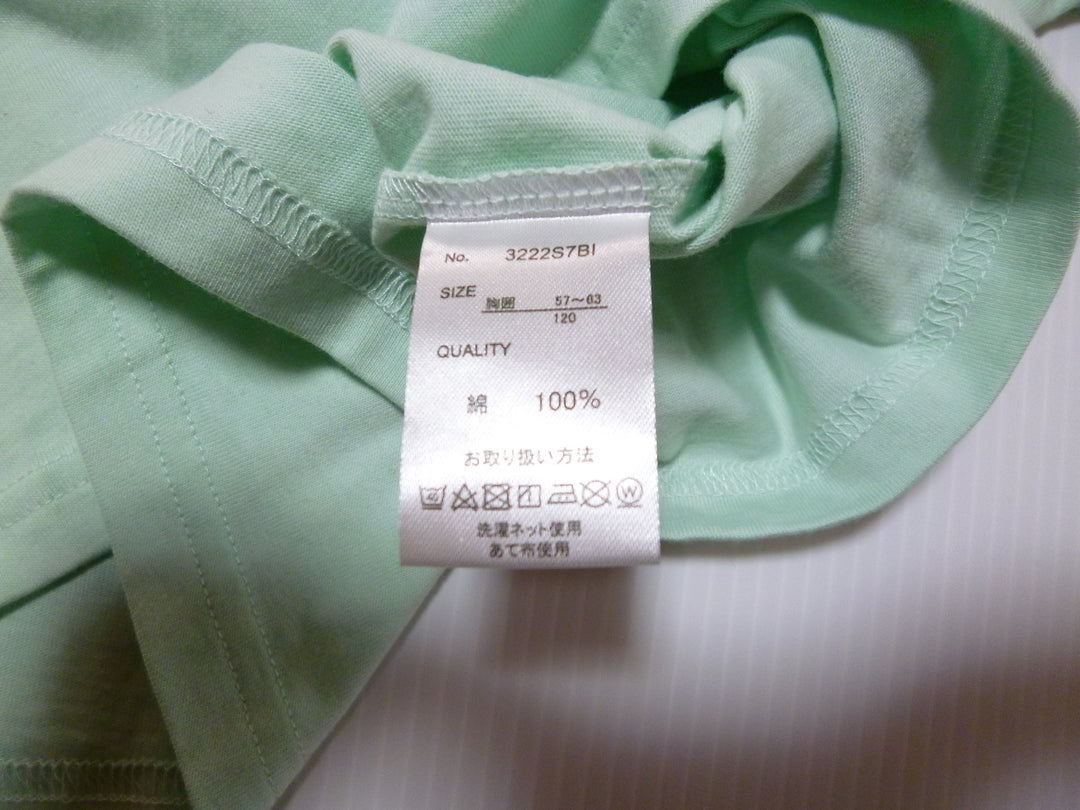 No. 3222S7BI
SIZE 胸囲 57～63
120
QUALITY
綿 100%
お取り扱い方法
W
洗濯ネット使用
あて布使用